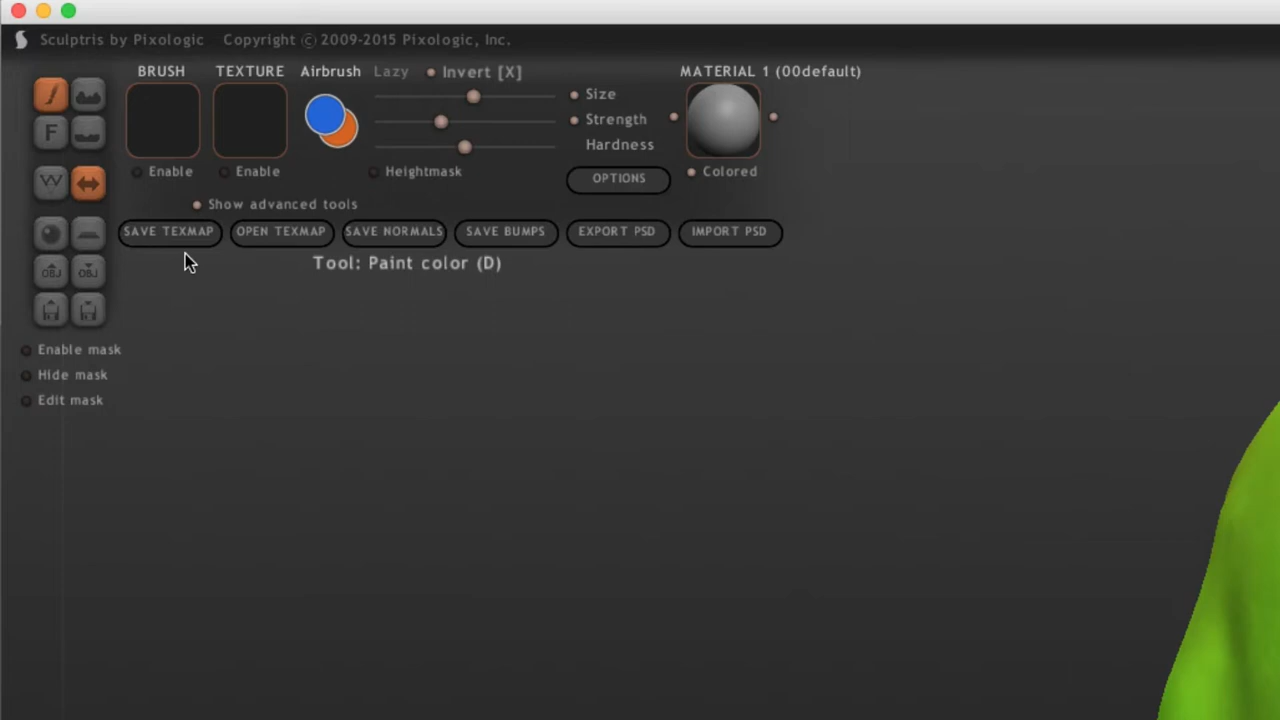 Sculptris by Pixologic Copyright © 2009-2015 Pixologic, Inc.
BRUSH TEXTURE Airbrush Lazy Invert [X] MATERIAL 1 (00default)
Size
F Strength
Hardness
Enable Enable Heightmask OPTIONS Colored
Show advanced tools
SAVE TEXMAP OPEN TEXMAP SAVE NORMALS SAVE BUMPS EXPORT PSD IMPORT PSD
Tool: Paint color (D)
OBJ OBJ
Enable mask
Hide mask
Edit mask